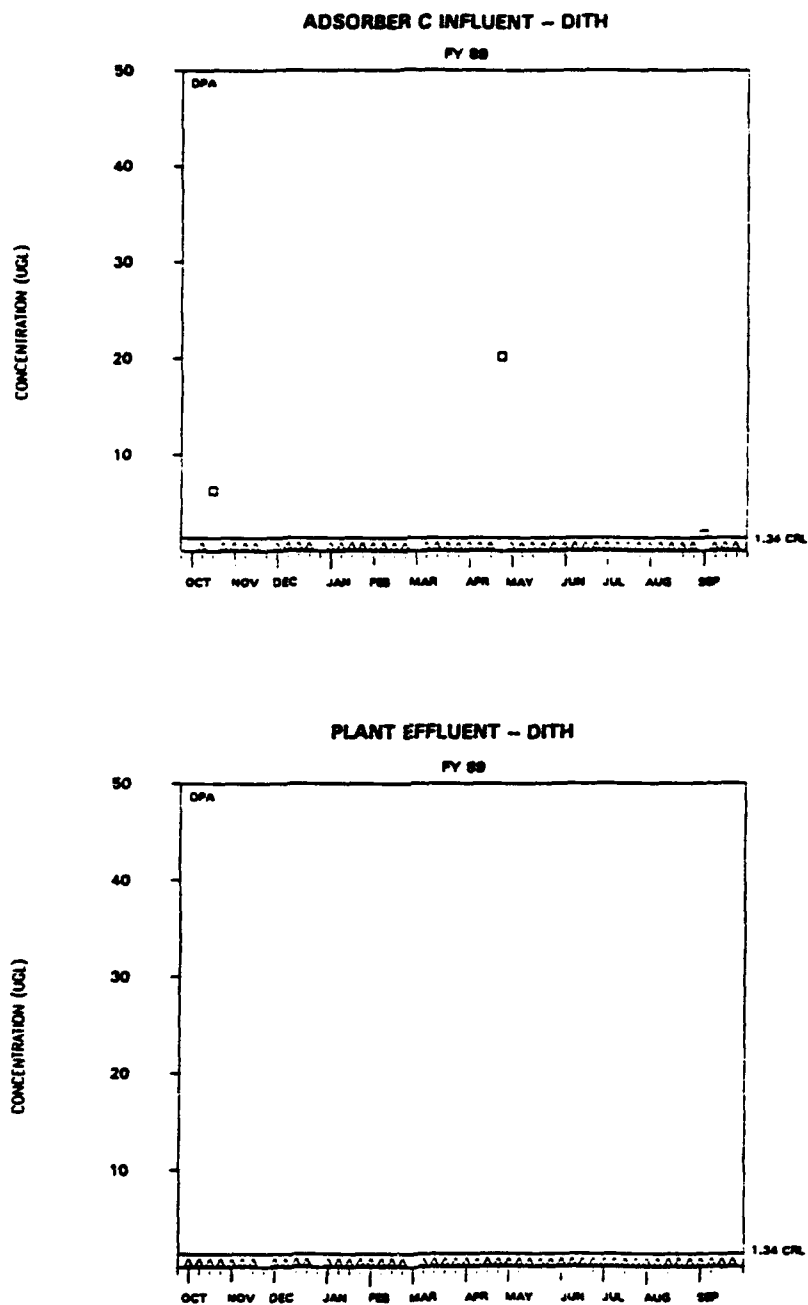 ADSORBER C INFLUENT – DITH
FY 89
50
DPA
40
30
20
10
CONCENTRATION (UGL)
1.34 CRL
OCT NOV DEC JAN FEB MAR APR MAY JUN JUL AUG SEP
PLANT EFFLUENT – DITH
FY 89
50
DPA
40
30
20
10
CONCENTRATION (UGL)
1.34 CRL
OCT NOV DEC JAN FEB MAR APR MAY JUN JUL AUG SEP